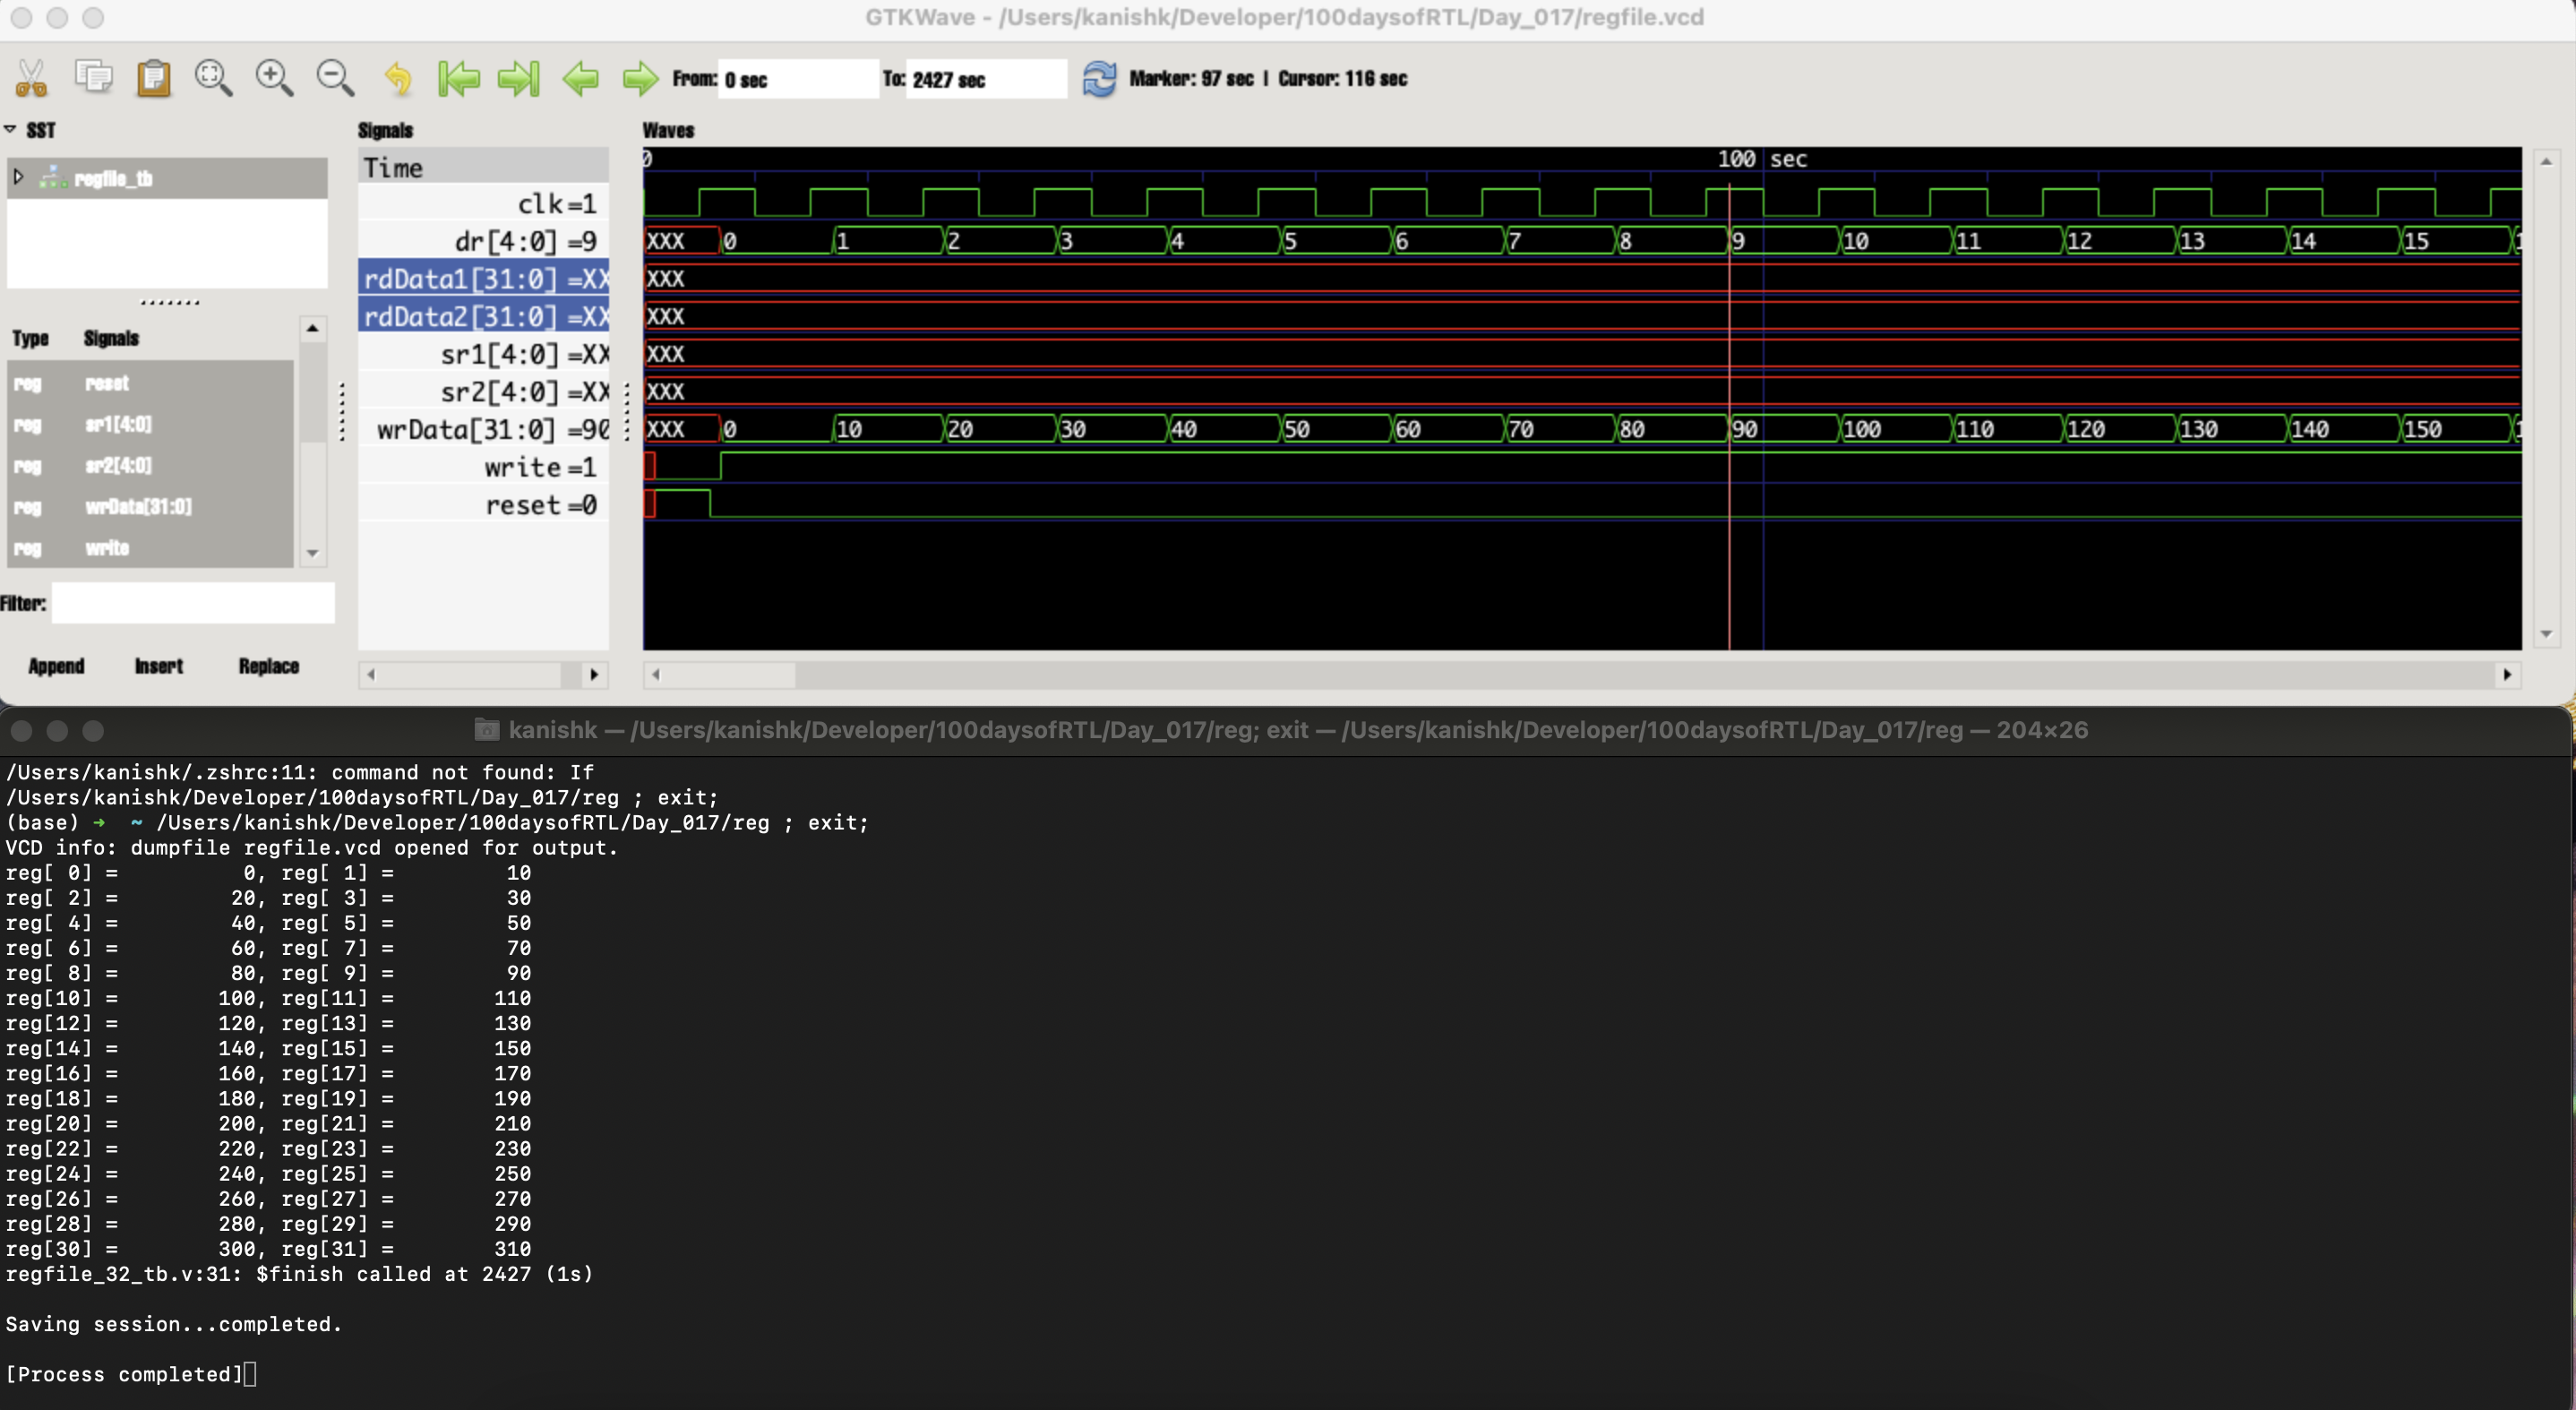 GTKWave - /Users/kanishk/Developer/100daysofRTL/Day_017/regfile.vcd
From: 0 sec To: 2427 sec Marker: 97 sec | Cursor: 116 sec
SST
regfile_tb
Type Signals
reg reset
reg sr1[4:0]
reg sr2[4:0]
reg wrData[31:0]
reg write
Filter:
Append Insert Replace
Signals
Time
clk=1
dr[4:0]=9
rdData1[31:0]=XX
rdData2[31:0]=XX
sr1[4:0]=XX
sr2[4:0]=XX
wrData[31:0]=90
write=1
reset=0
Waves
0 100 sec
XXX 0 1 2 3 4 5 6 7 8 9 10 11 12 13 14 15 1
XXX
XXX
XXX
XXX
XXX 0 10 20 30 40 50 60 70 80 90 100 110 120 130 140 150 1
kanishk — /Users/kanishk/Developer/100daysofRTL/Day_017/reg; exit — /Users/kanishk/Developer/100daysofRTL/Day_017/reg — 204×26
/Users/kanishk/.zshrc:11: command not found: If
/Users/kanishk/Developer/100daysofRTL/Day_017/reg ; exit;
(base) ➜ ~ /Users/kanishk/Developer/100daysofRTL/Day_017/reg ; exit;
VCD info: dumpfile regfile.vcd opened for output.
reg[ 0] = 0, reg[ 1] = 10
reg[ 2] = 20, reg[ 3] = 30
reg[ 4] = 40, reg[ 5] = 50
reg[ 6] = 60, reg[ 7] = 70
reg[ 8] = 80, reg[ 9] = 90
reg[10] = 100, reg[11] = 110
reg[12] = 120, reg[13] = 130
reg[14] = 140, reg[15] = 150
reg[16] = 160, reg[17] = 170
reg[18] = 180, reg[19] = 190
reg[20] = 200, reg[21] = 210
reg[22] = 220, reg[23] = 230
reg[24] = 240, reg[25] = 250
reg[26] = 260, reg[27] = 270
reg[28] = 280, reg[29] = 290
reg[30] = 300, reg[31] = 310
regfile_32_tb.v:31: $finish called at 2427 (1s)
Saving session...completed.
[Process completed]